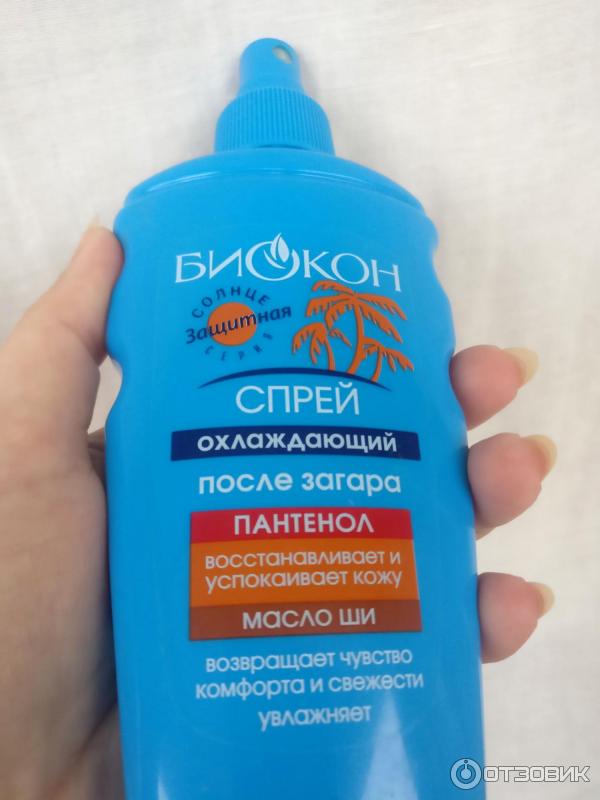 БИОКОН
СОЛНЦЕ
Защитная
СЕРИЯ
СПРЕЙ
охлаждающий
после загара
ПАНТЕНОЛ
восстанавливает и
успокаивает кожу
МАСЛО ШИ
возвращает чувство
комфорта и свежести
увлажняет
ОТЗОВИК